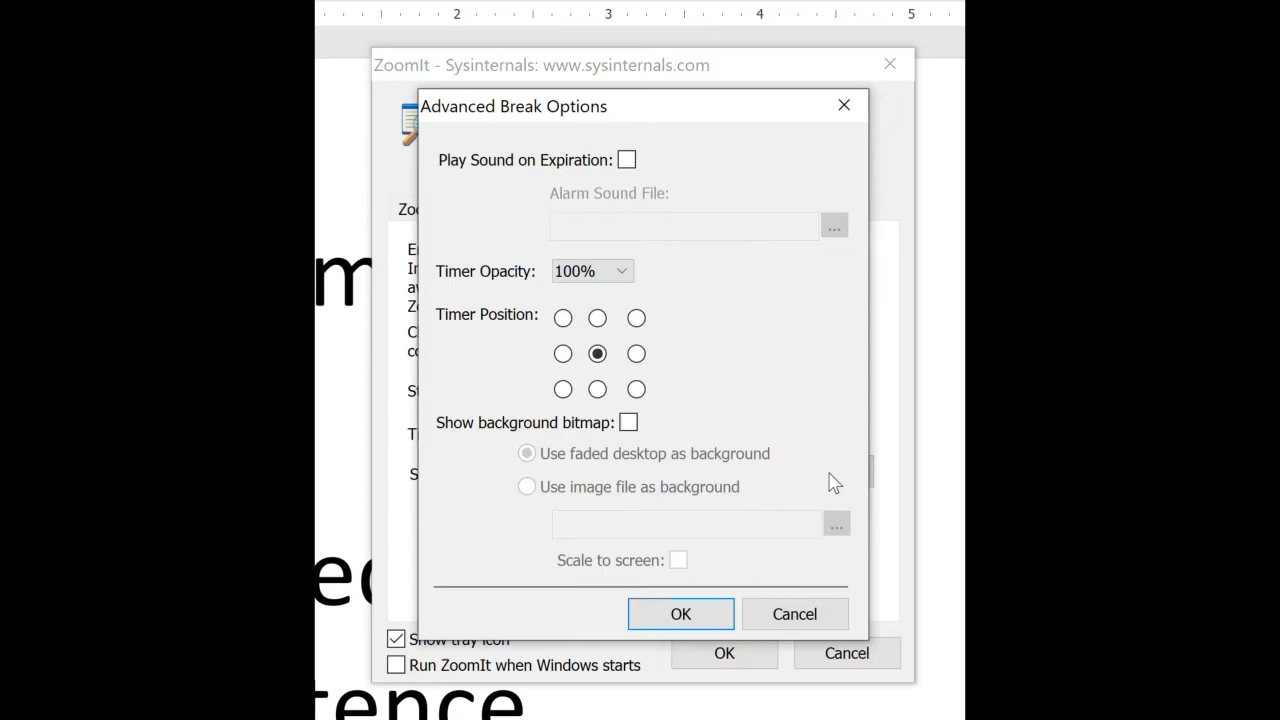 2 3 4 5
ZoomIt - Sysinternals: www.sysinternals.com
Advanced Break Options
Play Sound on Expiration:
Alarm Sound File:
...
Zoo
Timer Opacity: 100%
Timer Position:
Show background bitmap:
Use faded desktop as background
Use image file as background
...
Scale to screen:
OK Cancel
Show tray icon
OK Cancel
Run ZoomIt when Windows starts
tence